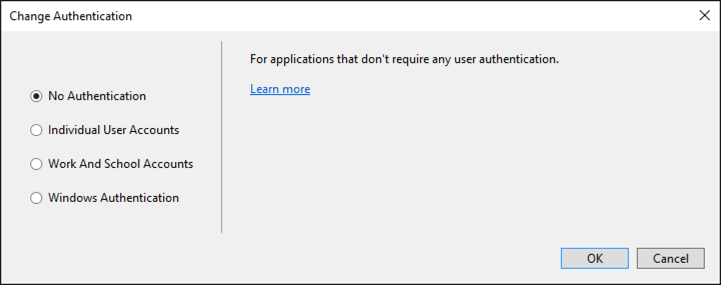 Change Authentication
For applications that don't require any user authentication.
Learn more
No Authentication
Individual User Accounts
Work And School Accounts
Windows Authentication
OK
Cancel